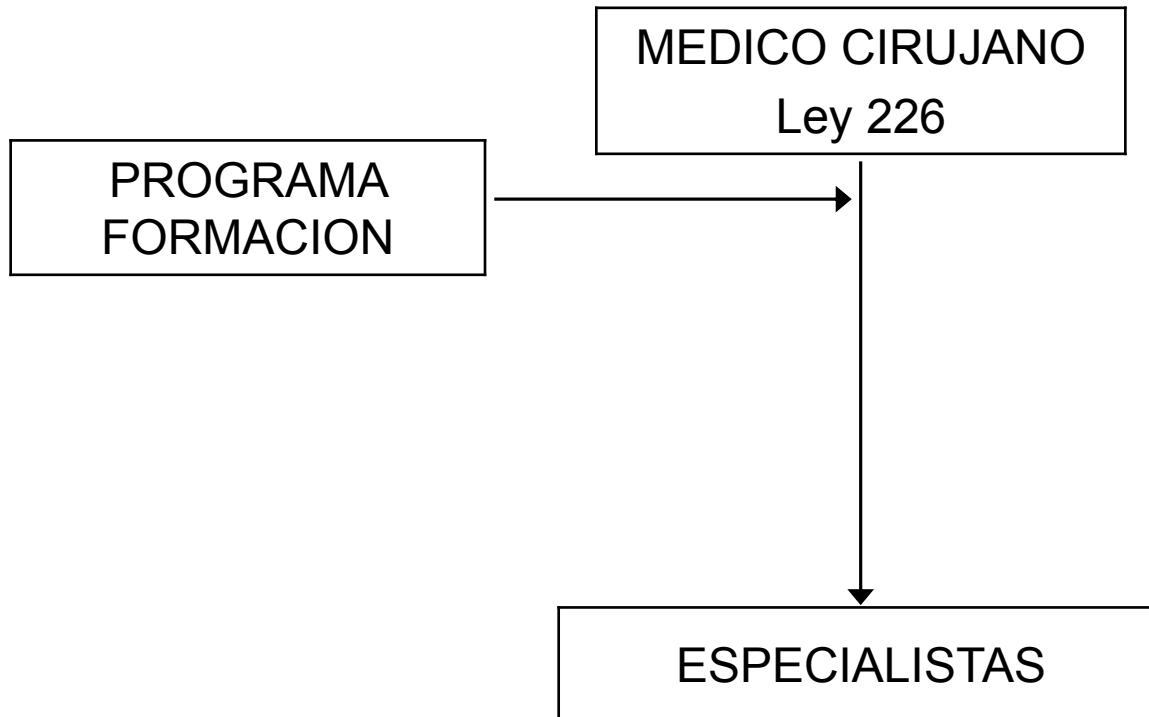 MEDICO CIRUJANO
Ley 226
PROGRAMA
FORMACION
ESPECIALISTAS